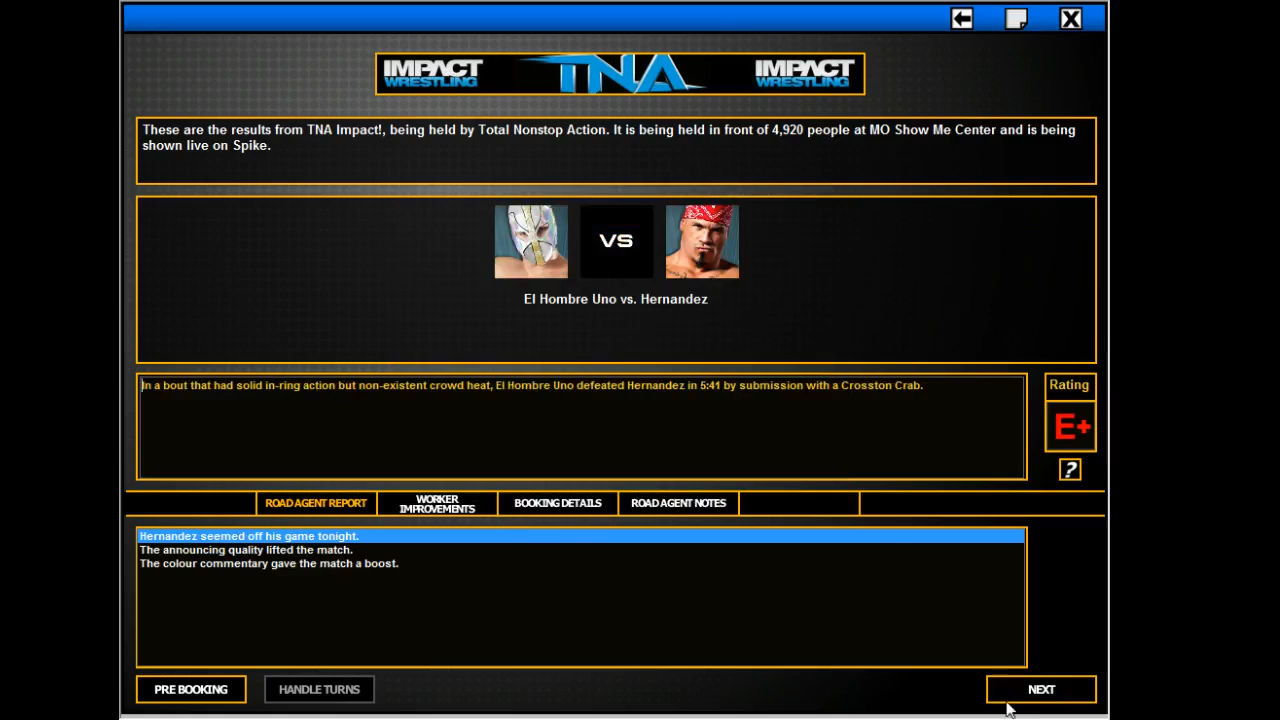 IMPACT WRESTLING TNA IMPACT WRESTLING
These are the results from TNA Impact!, being held by Total Nonstop Action. It is being held in front of 4,920 people at MO Show Me Center and is being
shown live on Spike.
VS
El Hombre Uno vs. Hernandez
In a bout that had solid in-ring action but non-existent crowd heat, El Hombre Uno defeated Hernandez in 5:41 by submission with a Crosston Crab.
Rating
E+
?
ROAD AGENT REPORT
WORKER
IMPROVEMENTS
BOOKING DETAILS
ROAD AGENT NOTES
Hernandez seemed off his game tonight.
The announcing quality lifted the match.
The colour commentary gave the match a boost.
PRE BOOKING
HANDLE TURNS
NEXT